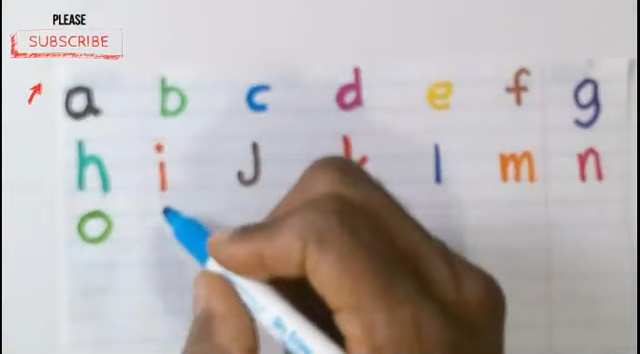 PLEASE
SUBSCRIBE
a b c d e f g
h i J k l m n
o